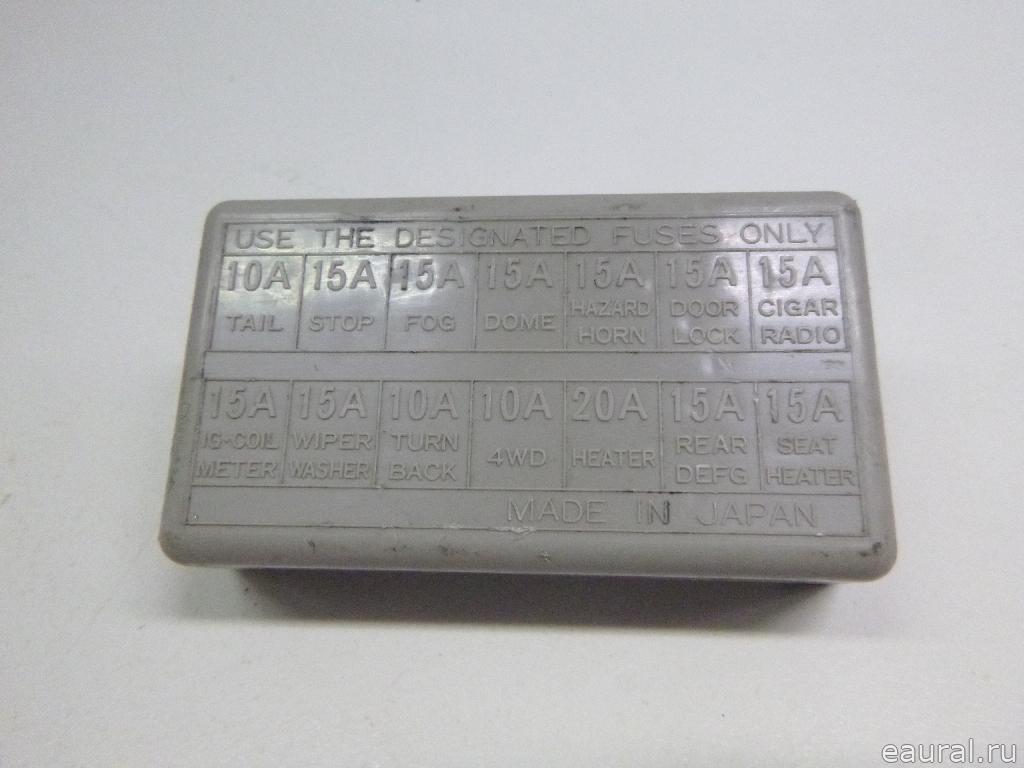 USE THE DESIGNATED FUSES ONLY
10A 15A 15A 15A 15A 15A 15A
TAIL STOP FOG DOME HAZARD HORN DOOR LOCK CIGAR RADIO
15A 15A 10A 10A 20A 15A 15A
IG·COIL METER WIPER WASHER TURN BACK 4WD HEATER REAR DEFG SEAT HEATER
MADE IN JAPAN
eaural.ru